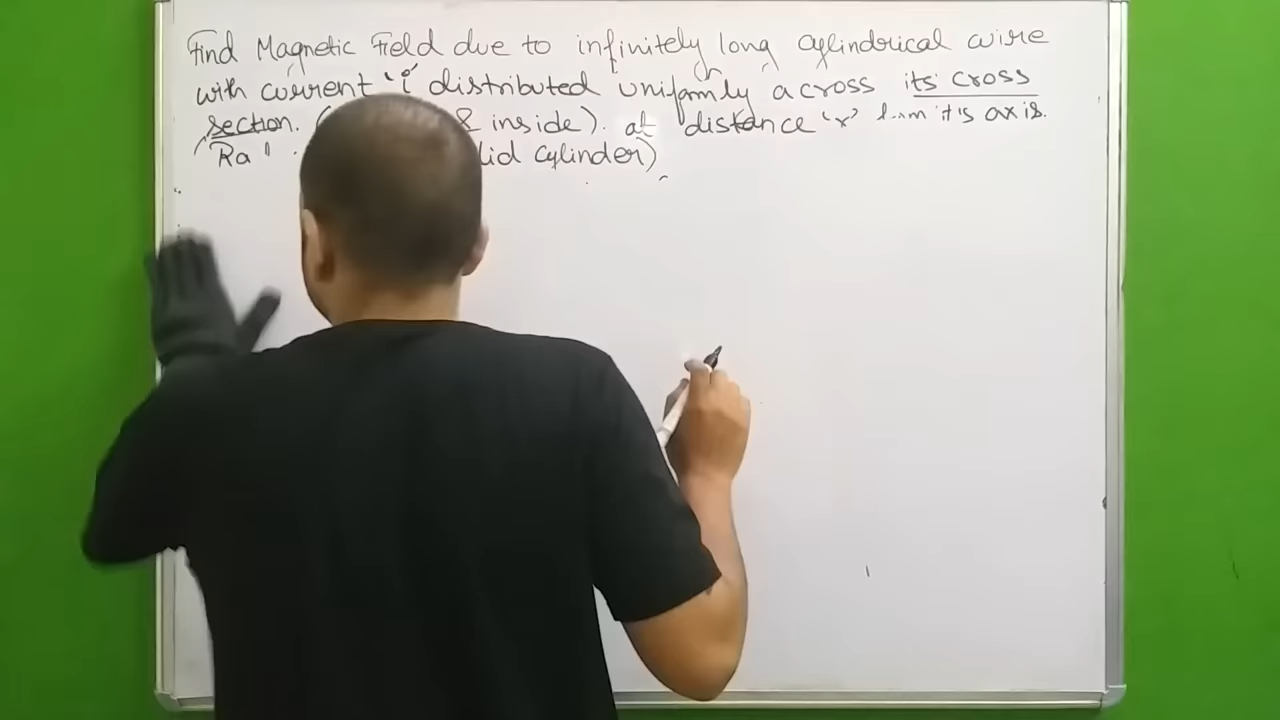 Find Magnetic Field due to infinitely long cylindrical wire
with current 'i' distributed uniformly across its cross
section. ( & inside). at distance 'r' from it's axis.
'Ra' . lid cylinder)